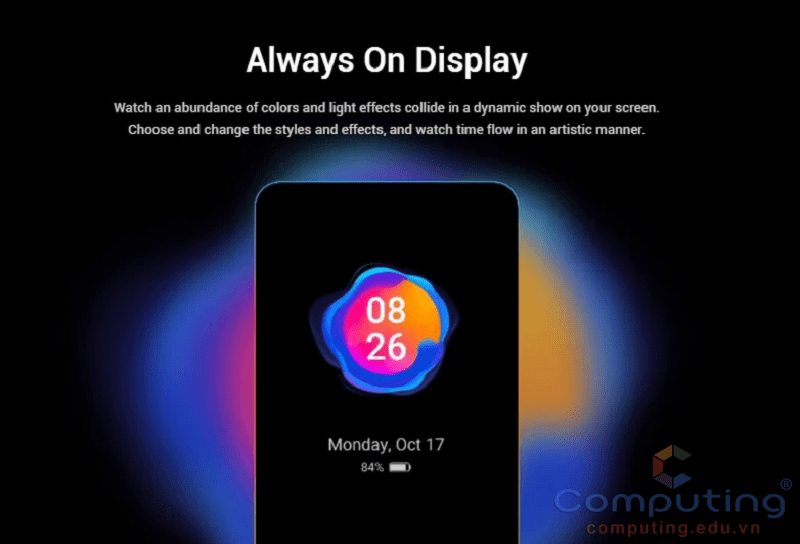 Always On Display
Watch an abundance of colors and light effects collide in a dynamic show on your screen.
Choose and change the styles and effects, and watch time flow in an artistic manner.
08
26
Monday, Oct 17
84%
Computing®
computing.edu.vn